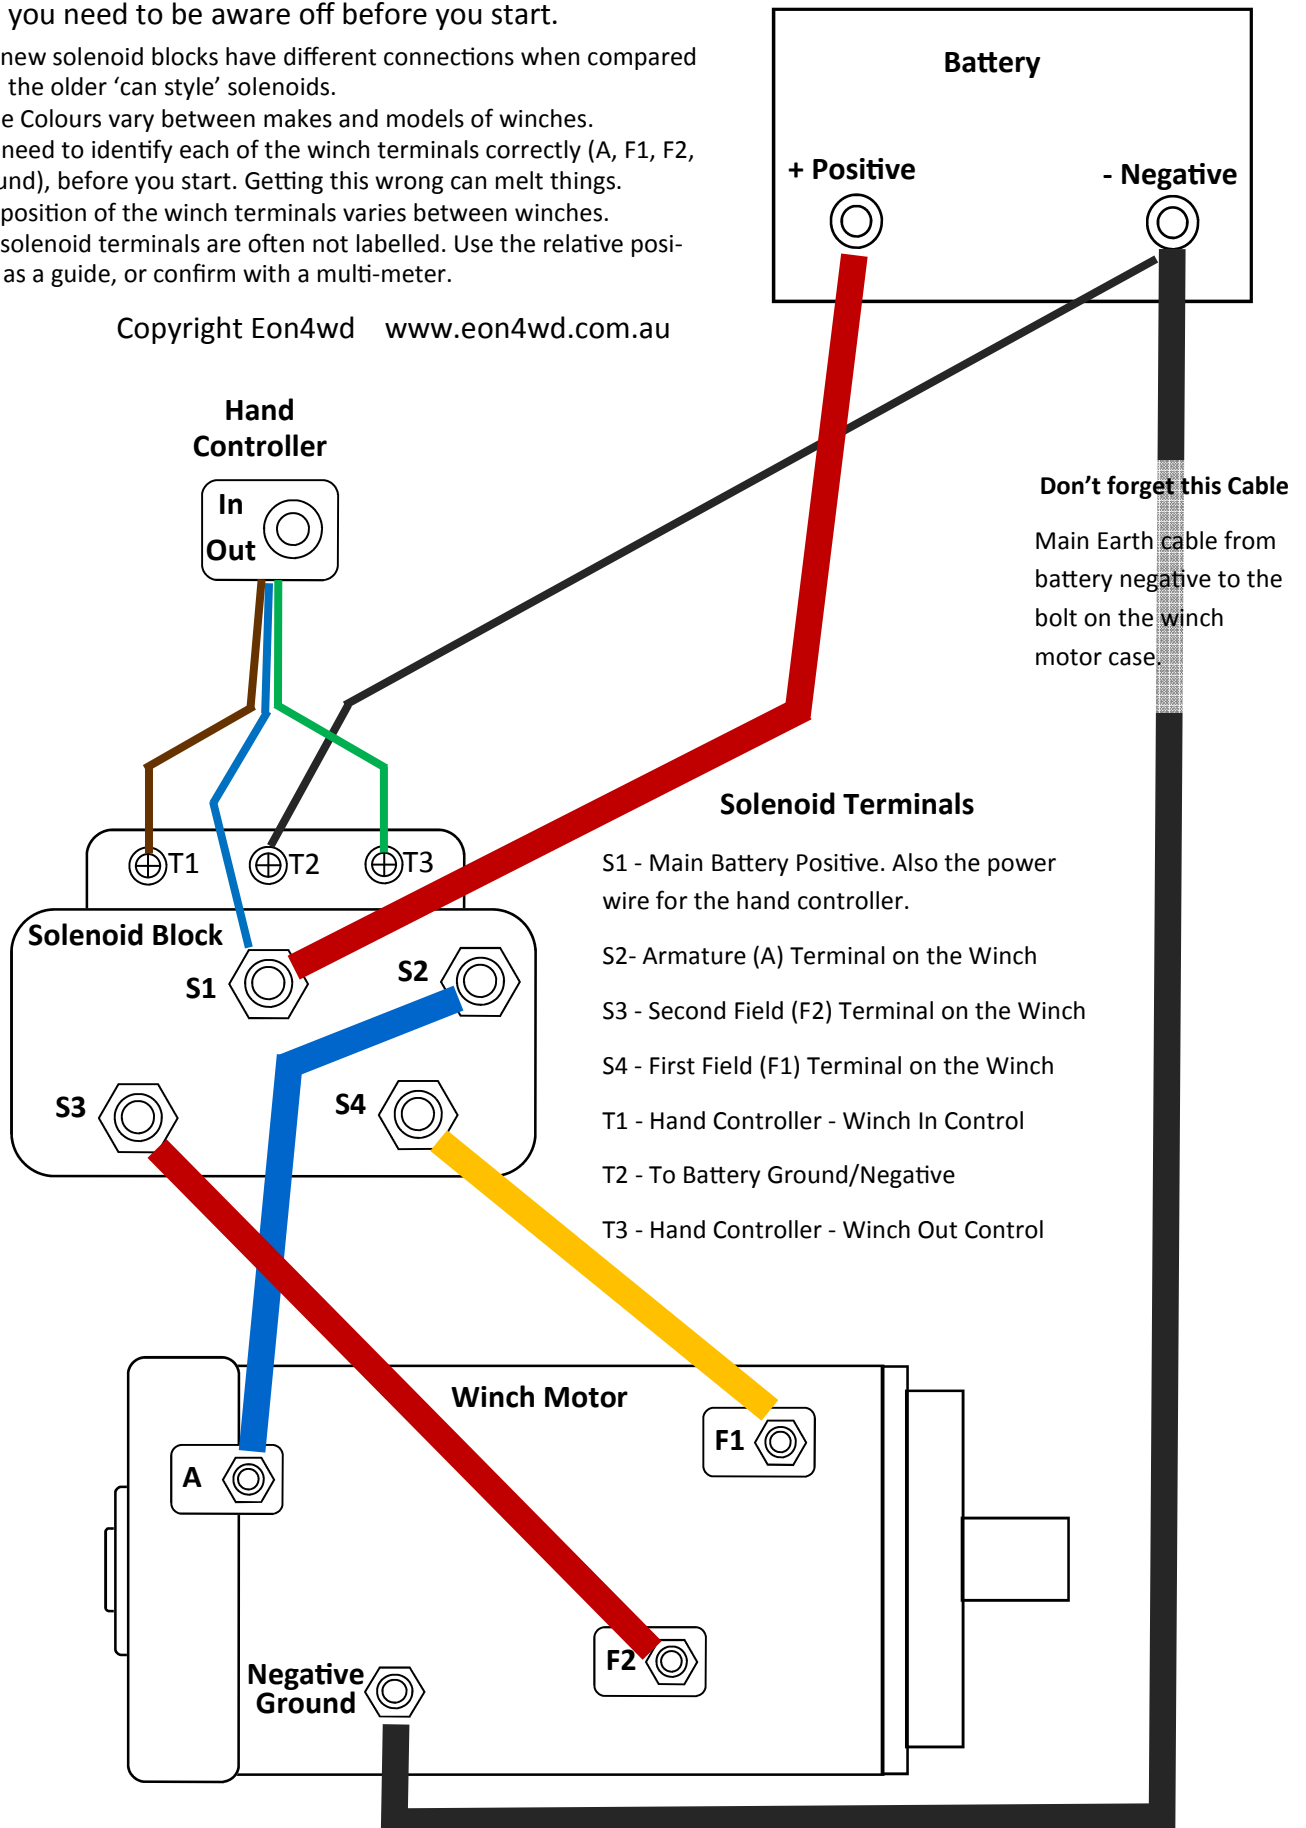 you need to be aware off before you start.
new solenoid blocks have different connections when compared
the older ‘can style’ solenoids.
e Colours vary between makes and models of winches.
need to identify each of the winch terminals correctly (A, F1, F2,
und), before you start. Getting this wrong can melt things.
position of the winch terminals varies between winches.
solenoid terminals are often not labelled. Use the relative posi-
as a guide, or confirm with a multi-meter.
Copyright Eon4wd www.eon4wd.com.au
Battery
+ Positive
- Negative
Hand
Controller
In
Out
Don’t forget this Cable
Main Earth cable from
battery negative to the
bolt on the winch
motor case.
T1
T2
T3
Solenoid Block
S1
S2
S3
S4
Solenoid Terminals
S1 - Main Battery Positive. Also the power
wire for the hand controller.
S2- Armature (A) Terminal on the Winch
S3 - Second Field (F2) Terminal on the Winch
S4 - First Field (F1) Terminal on the Winch
T1 - Hand Controller - Winch In Control
T2 - To Battery Ground/Negative
T3 - Hand Controller - Winch Out Control
Winch Motor
F1
A
F2
Negative
Ground